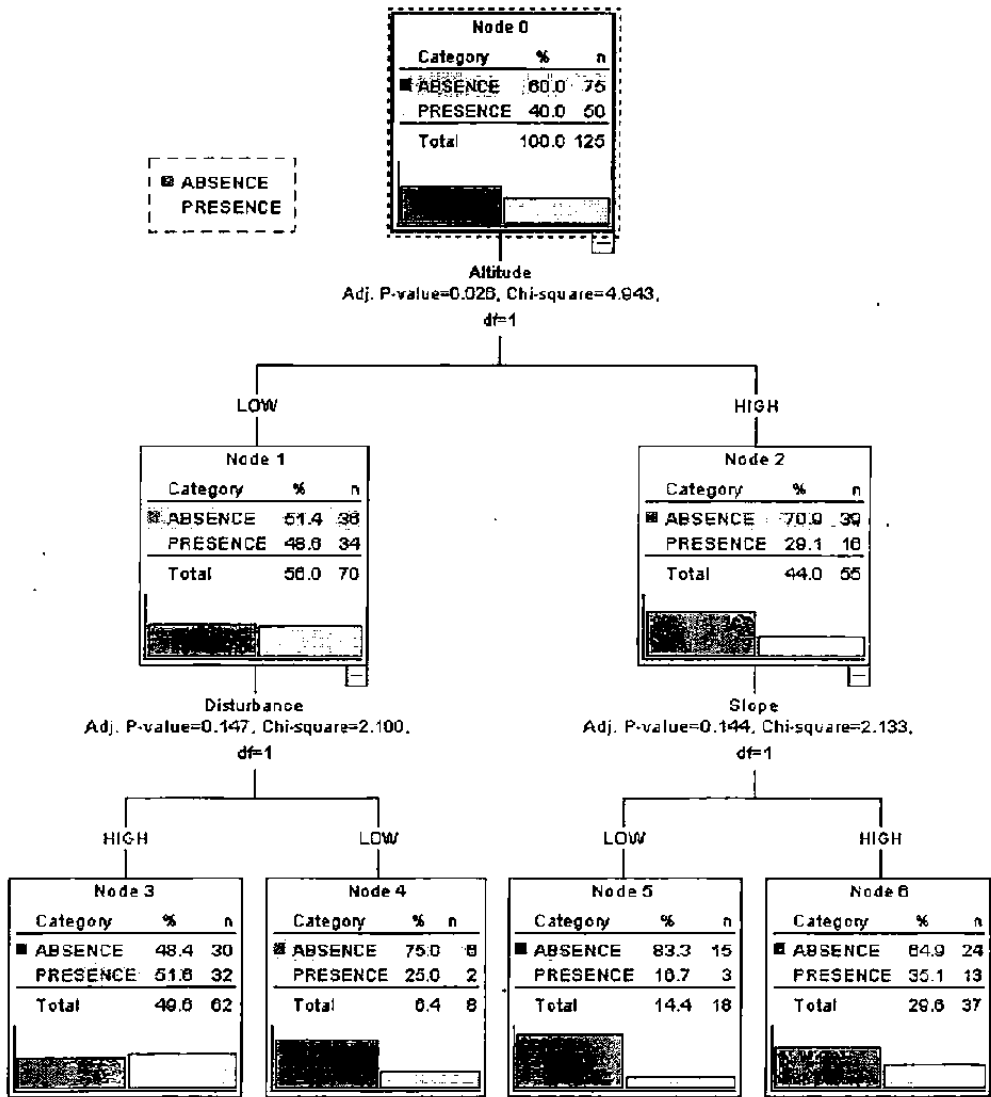 Node 0
Category % n
ABSENCE 60.0 75
PRESENCE 40.0 50
Total 100.0 125
ABSENCE
PRESENCE
Altitude
Adj. P-value=0.026, Chi-square=4.943,
df=1
LOW
HIGH
Node 1
Category % n
ABSENCE 51.4 36
PRESENCE 48.6 34
Total 56.0 70
Node 2
Category % n
ABSENCE 70.9 39
PRESENCE 29.1 16
Total 44.0 55
Disturbance
Adj. P-value=0.147, Chi-square=2.100,
df=1
Slope
Adj. P-value=0.144, Chi-square=2.133,
df=1
HIGH
LOW
LOW
HIGH
Node 3
Category % n
ABSENCE 48.4 30
PRESENCE 51.6 32
Total 49.6 62
Node 4
Category % n
ABSENCE 75.0 6
PRESENCE 25.0 2
Total 6.4 8
Node 5
Category % n
ABSENCE 83.3 15
PRESENCE 16.7 3
Total 14.4 18
Node 6
Category % n
ABSENCE 64.9 24
PRESENCE 35.1 13
Total 29.6 37